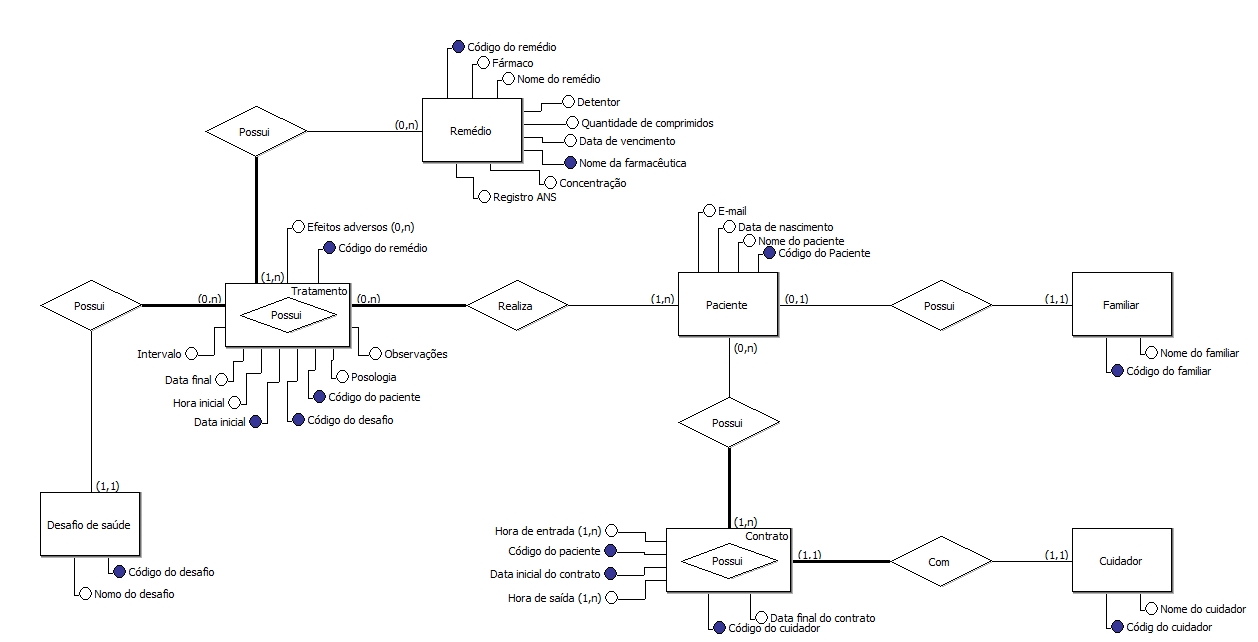 Código do remédio
Fármaco
Nome do remédio
Detentor
Possui
(0,n)
Remédio
Quantidade de comprimidos
Data de vencimento
Nome da farmacêutica
Concentração
Registro ANS
E-mail
Efeitos adversos (0,n)
Data de nascimento
Nome do paciente
Código do remédio
Código do Paciente
(1,n)
Tratamento
Possui
(0,n)
Possui
(0,n)
Realiza
(1,n)
Paciente
(0,1)
Possui
(1,1)
Familiar
Intervalo
Observações
(0,n)
Nome do familiar
Data final
Posologia
Código do familiar
Hora inicial
Código do paciente
Data inicial
Código do desafio
Possui
(1,1)
Desafio de saúde
(1,n)
Hora de entrada (1,n)
Contrato
Código do paciente
Possui
(1,1)
Com
(1,1)
Cuidador
Data inicial do contrato
Código do desafio
Nomo do desafio
Hora de saída (1,n)
Nome do cuidador
Data final do contrato
Código do cuidador
Códig do cuidador